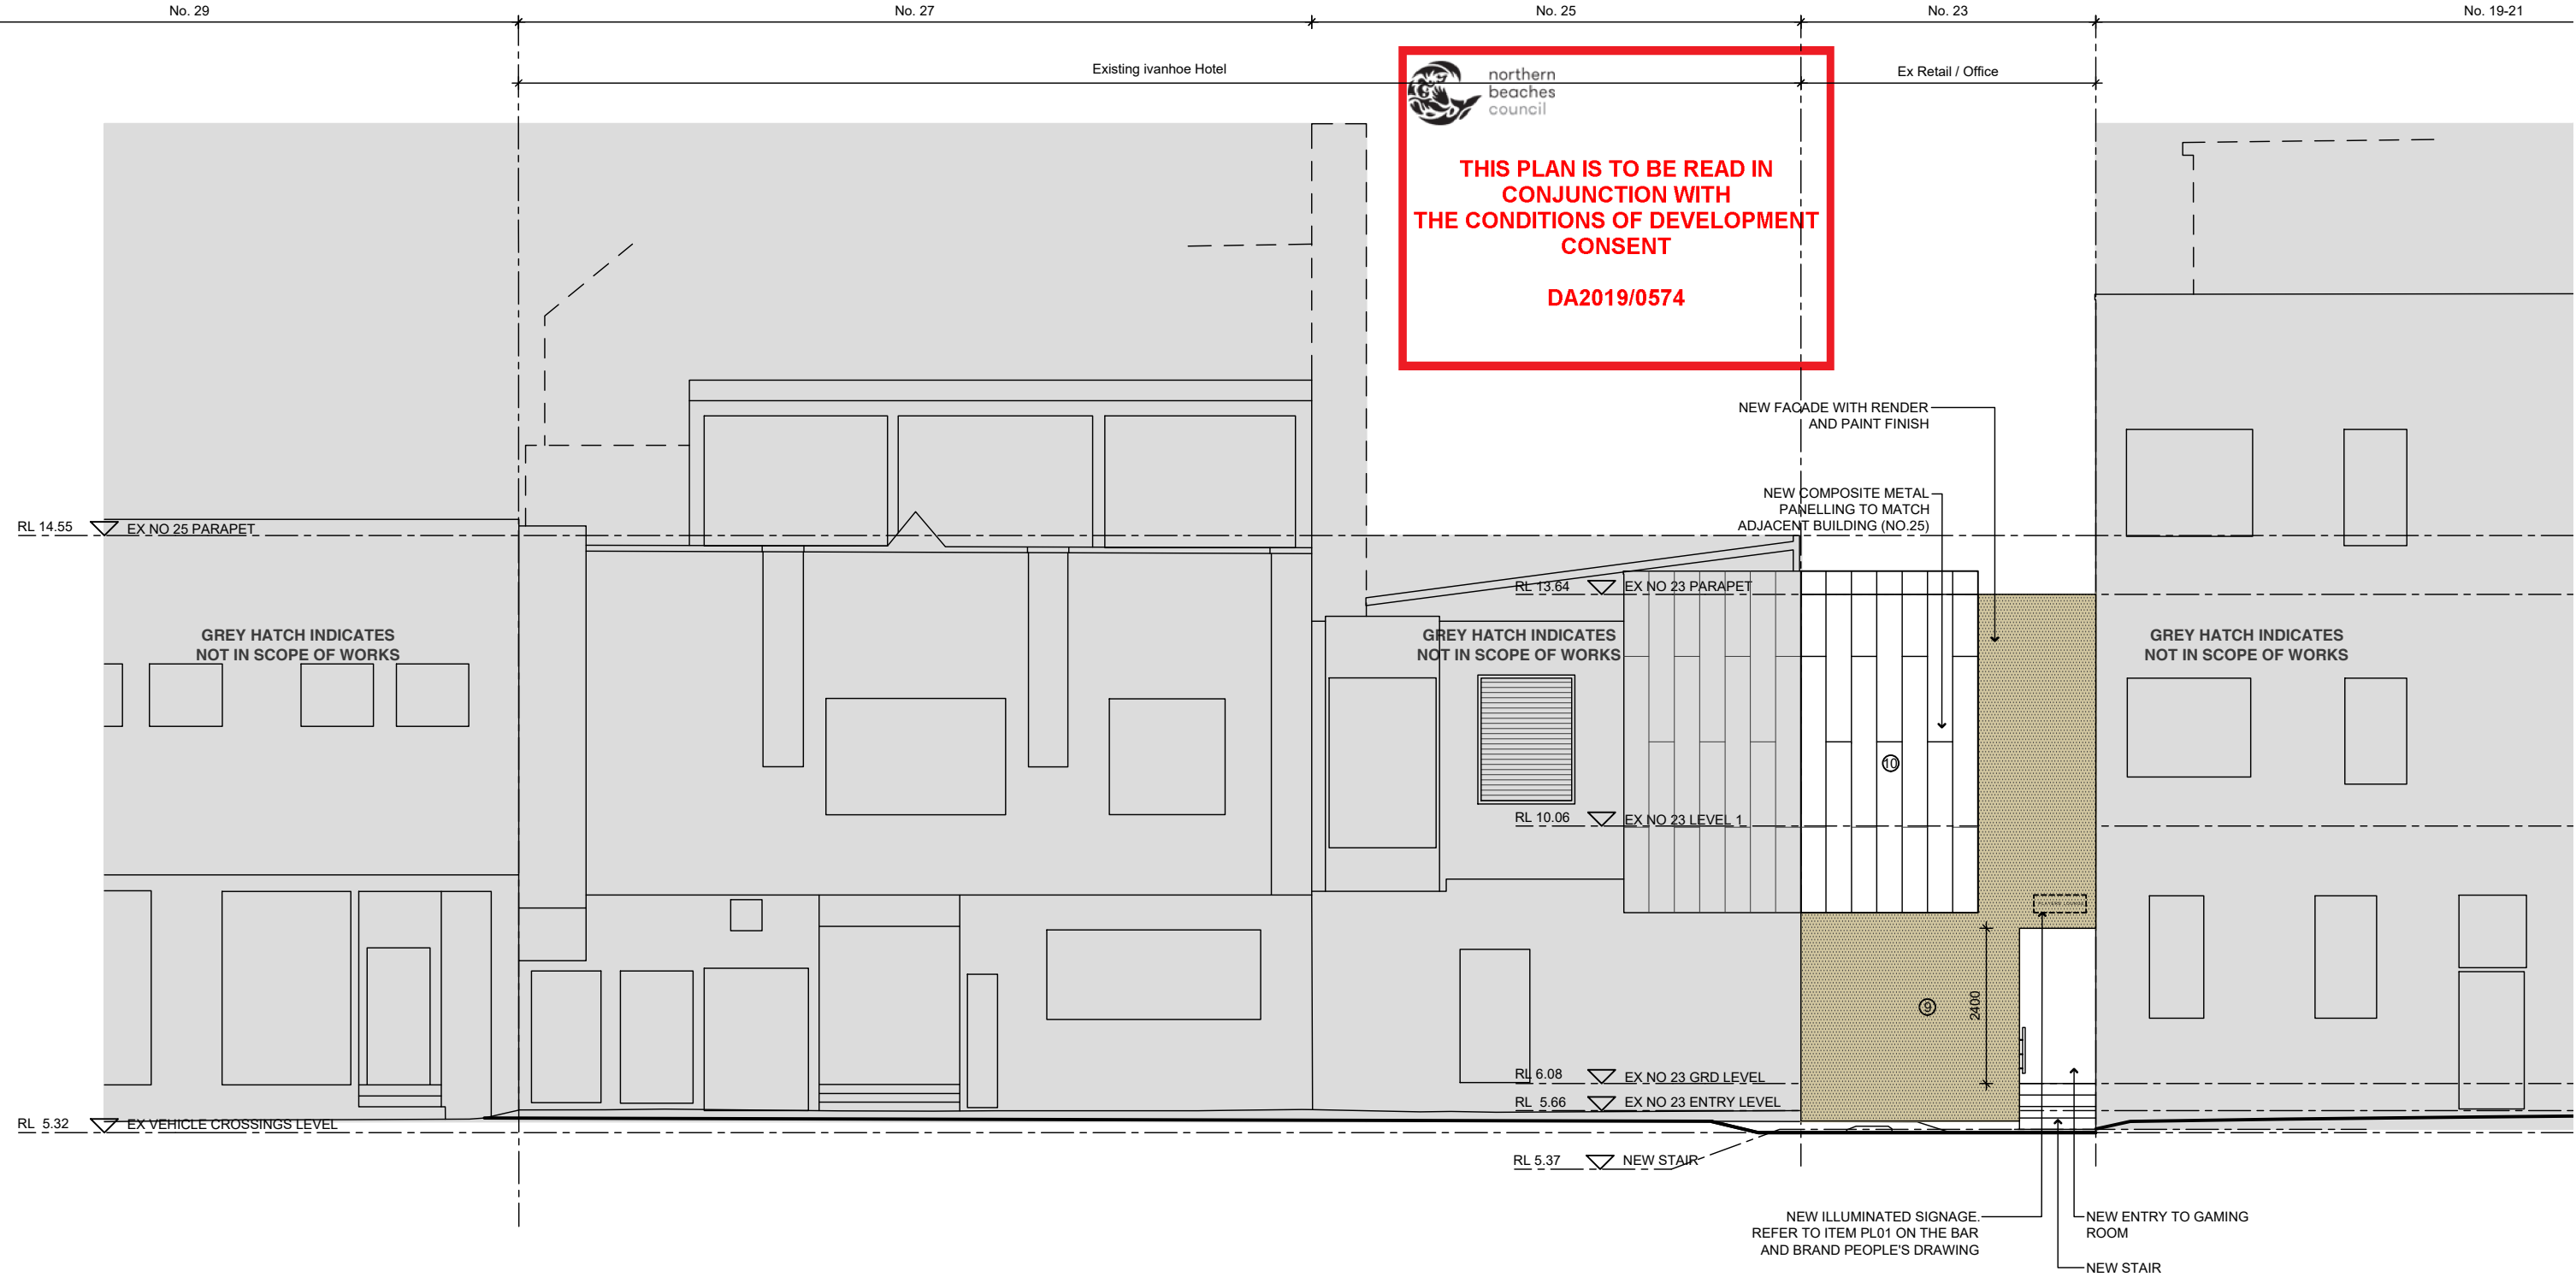 No. 29
No. 27
No. 25
No. 23
No. 19-21
Existing ivanhoe Hotel
Ex Retail / Office
northern
beaches
council
THIS PLAN IS TO BE READ IN
CONJUNCTION WITH
THE CONDITIONS OF DEVELOPMENT
CONSENT
DA2019/0574
NEW FACADE WITH RENDER
AND PAINT FINISH
NEW COMPOSITE METAL
PANELLING TO MATCH
ADJACENT BUILDING (NO.25)
RL 14.55 EX NO 25 PARAPET
RL 13.64 EX NO 23 PARAPET
GREY HATCH INDICATES
NOT IN SCOPE OF WORKS
GREY HATCH INDICATES
NOT IN SCOPE OF WORKS
GREY HATCH INDICATES
NOT IN SCOPE OF WORKS
10
RL 10.06 EX NO 23 LEVEL 1
PLAYERS LOUNGE
9
2400
RL 6.08 EX NO 23 GRD LEVEL
RL 5.66 EX NO 23 ENTRY LEVEL
RL 5.32 EX VEHICLE CROSSINGS LEVEL
RL 5.37 NEW STAIR
NEW ILLUMINATED SIGNAGE.
REFER TO ITEM PL01 ON THE BAR
AND BRAND PEOPLE'S DRAWING
NEW ENTRY TO GAMING
ROOM
NEW STAIR